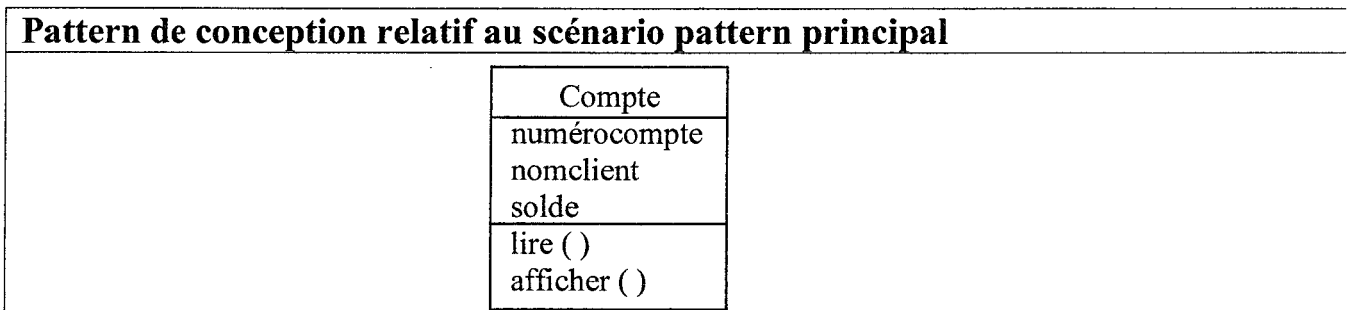 Pattern de conception relatif au scénario pattern principal
Compte
numérocompte
nomclient
solde
lire ( )
afficher ( )